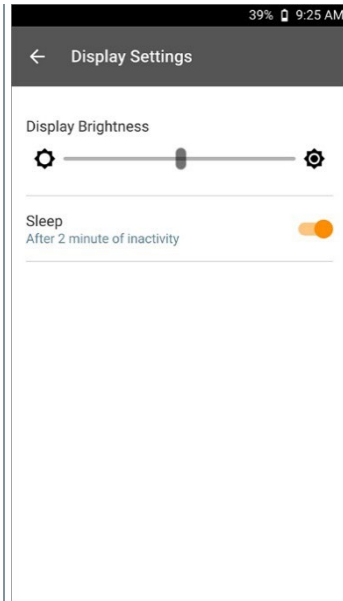 39% 9:25 AM
Display Settings
Display Brightness
Sleep
After 2 minute of inactivity